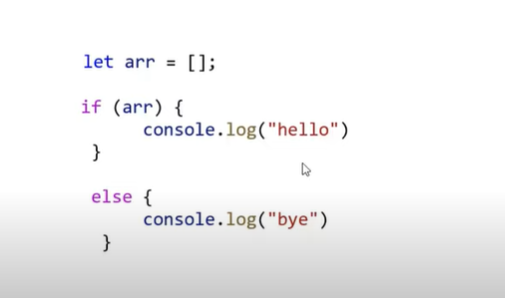 let arr = [];
if (arr) {
console.log("hello")
}
else {
console.log("bye")
}